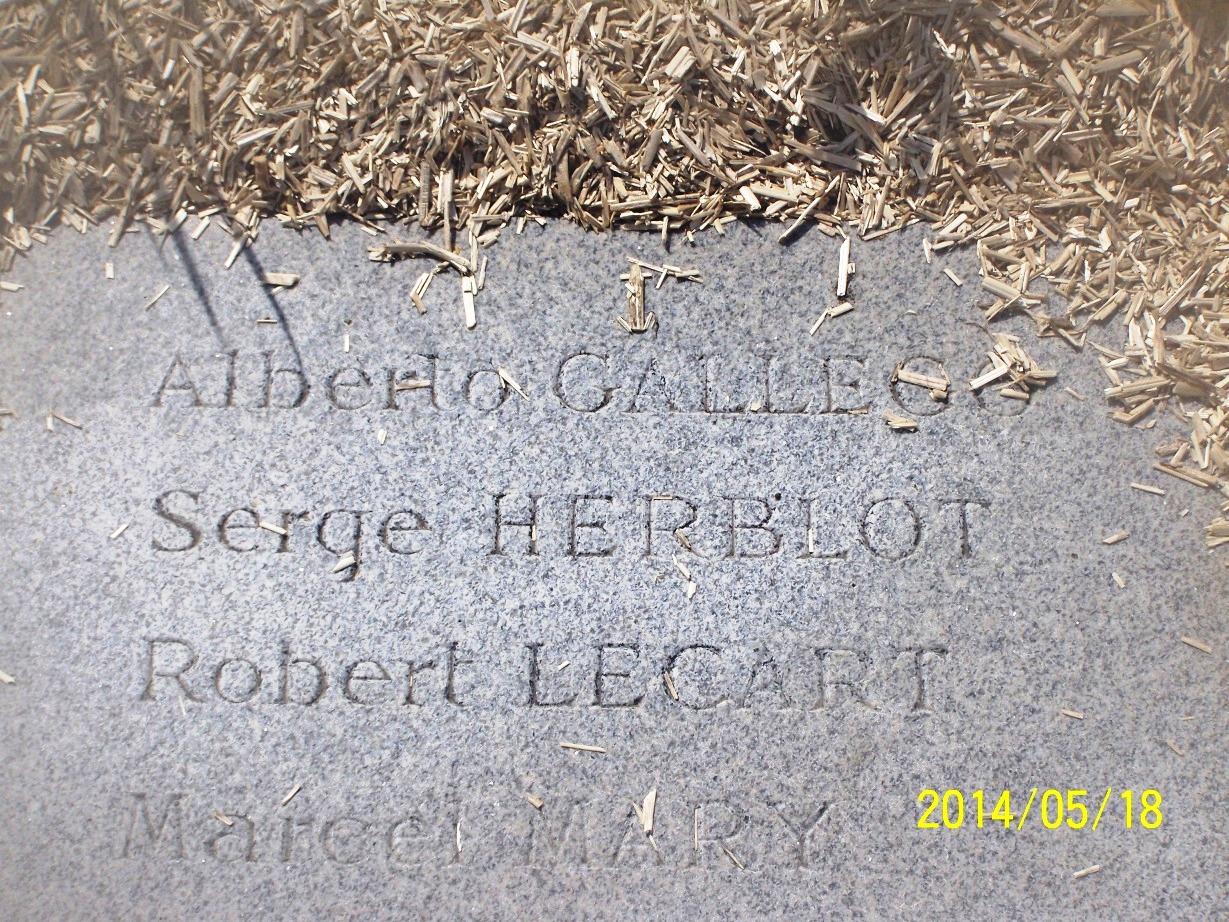 Alberto GALLEGO
Serge HERBLOT
Robert LECART
Marcel MARY
2014/05/18